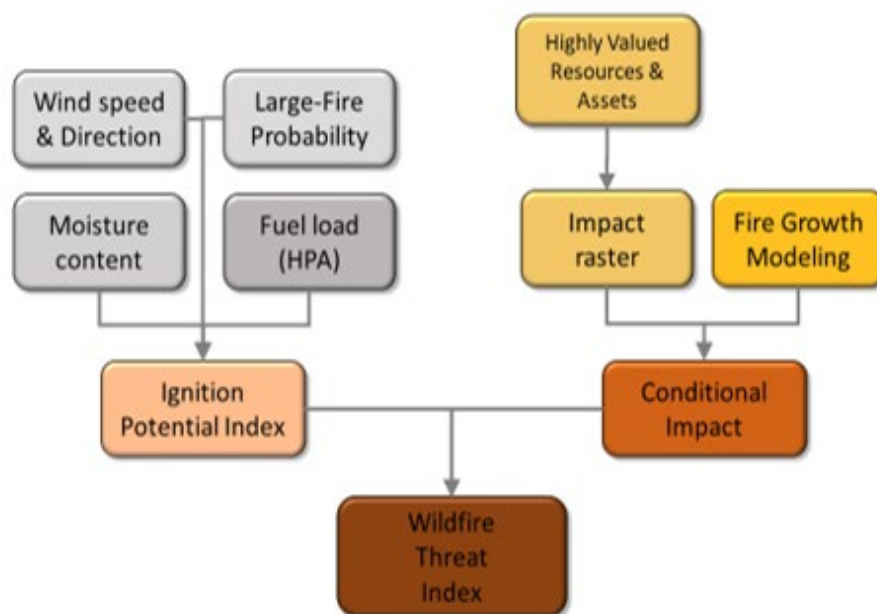 Highly Valued
Resources &
Assets
Wind speed
& Direction
Large-Fire
Probability
Moisture
content
Fuel load
(HPA)
Impact
raster
Fire Growth
Modeling
Ignition
Potential Index
Conditional
Impact
Wildfire
Threat
Index